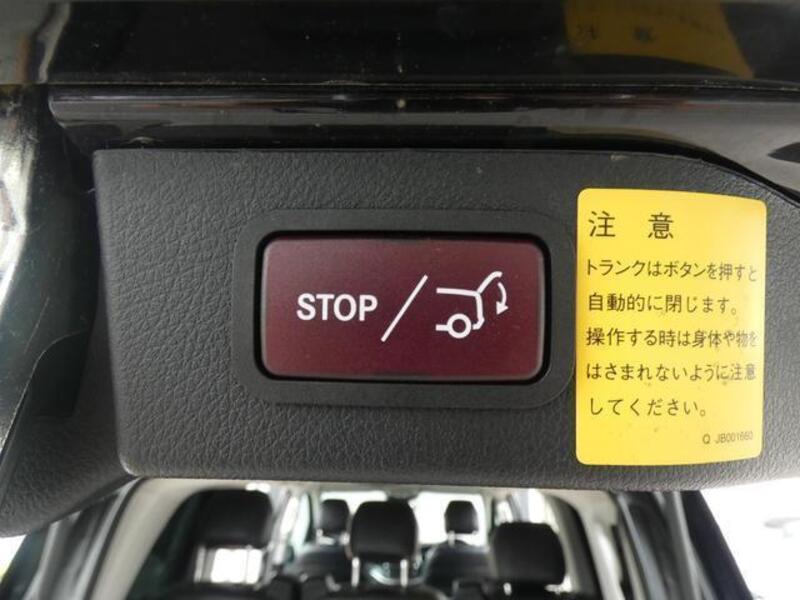 STOP /
注 意
トランクはボタンを押すと
自動的に閉じます。
操作する時は身体や物を
はさまれないように注意
してください。
Q JB001660